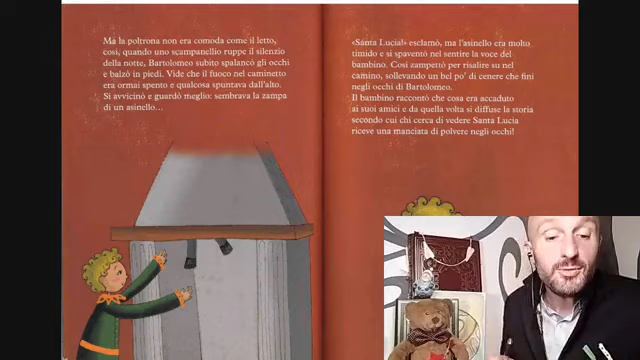 Ma la poltrona non era comoda come il letto,
così, quando uno scampanellio ruppe il silenzio
della notte, Bartolomeo subito spalancò gli occhi
e balzò in piedi. Vide che il fuoco nel caminetto
era ormai spento e qualcosa spuntava dall'alto.
Si avvicinò e guardò meglio: sembrava la zampa
di un asinello...
«Santa Lucia!» esclamò, ma l'asinello era molto
timido e si spaventò nel sentire la voce del
bambino. Così zampettò per risalire su nel
camino, sollevando un bel po' di cenere che finì
negli occhi di Bartolomeo.
Il bambino raccontò che cosa era accaduto
ai suoi amici e da quella volta si diffuse la storia
secondo cui chi cerca di vedere Santa Lucia
riceve una manciata di polvere negli occhi!